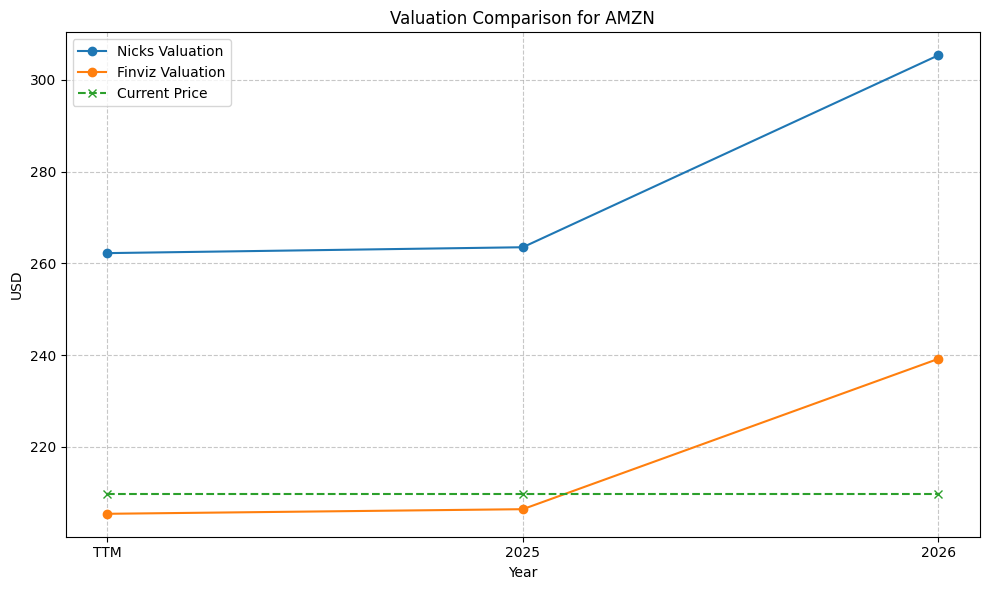 Valuation Comparison for AMZN
Nicks Valuation
Finviz Valuation
Current Price
300
280
260
240
220
USD
TTM
2025
2026
Year